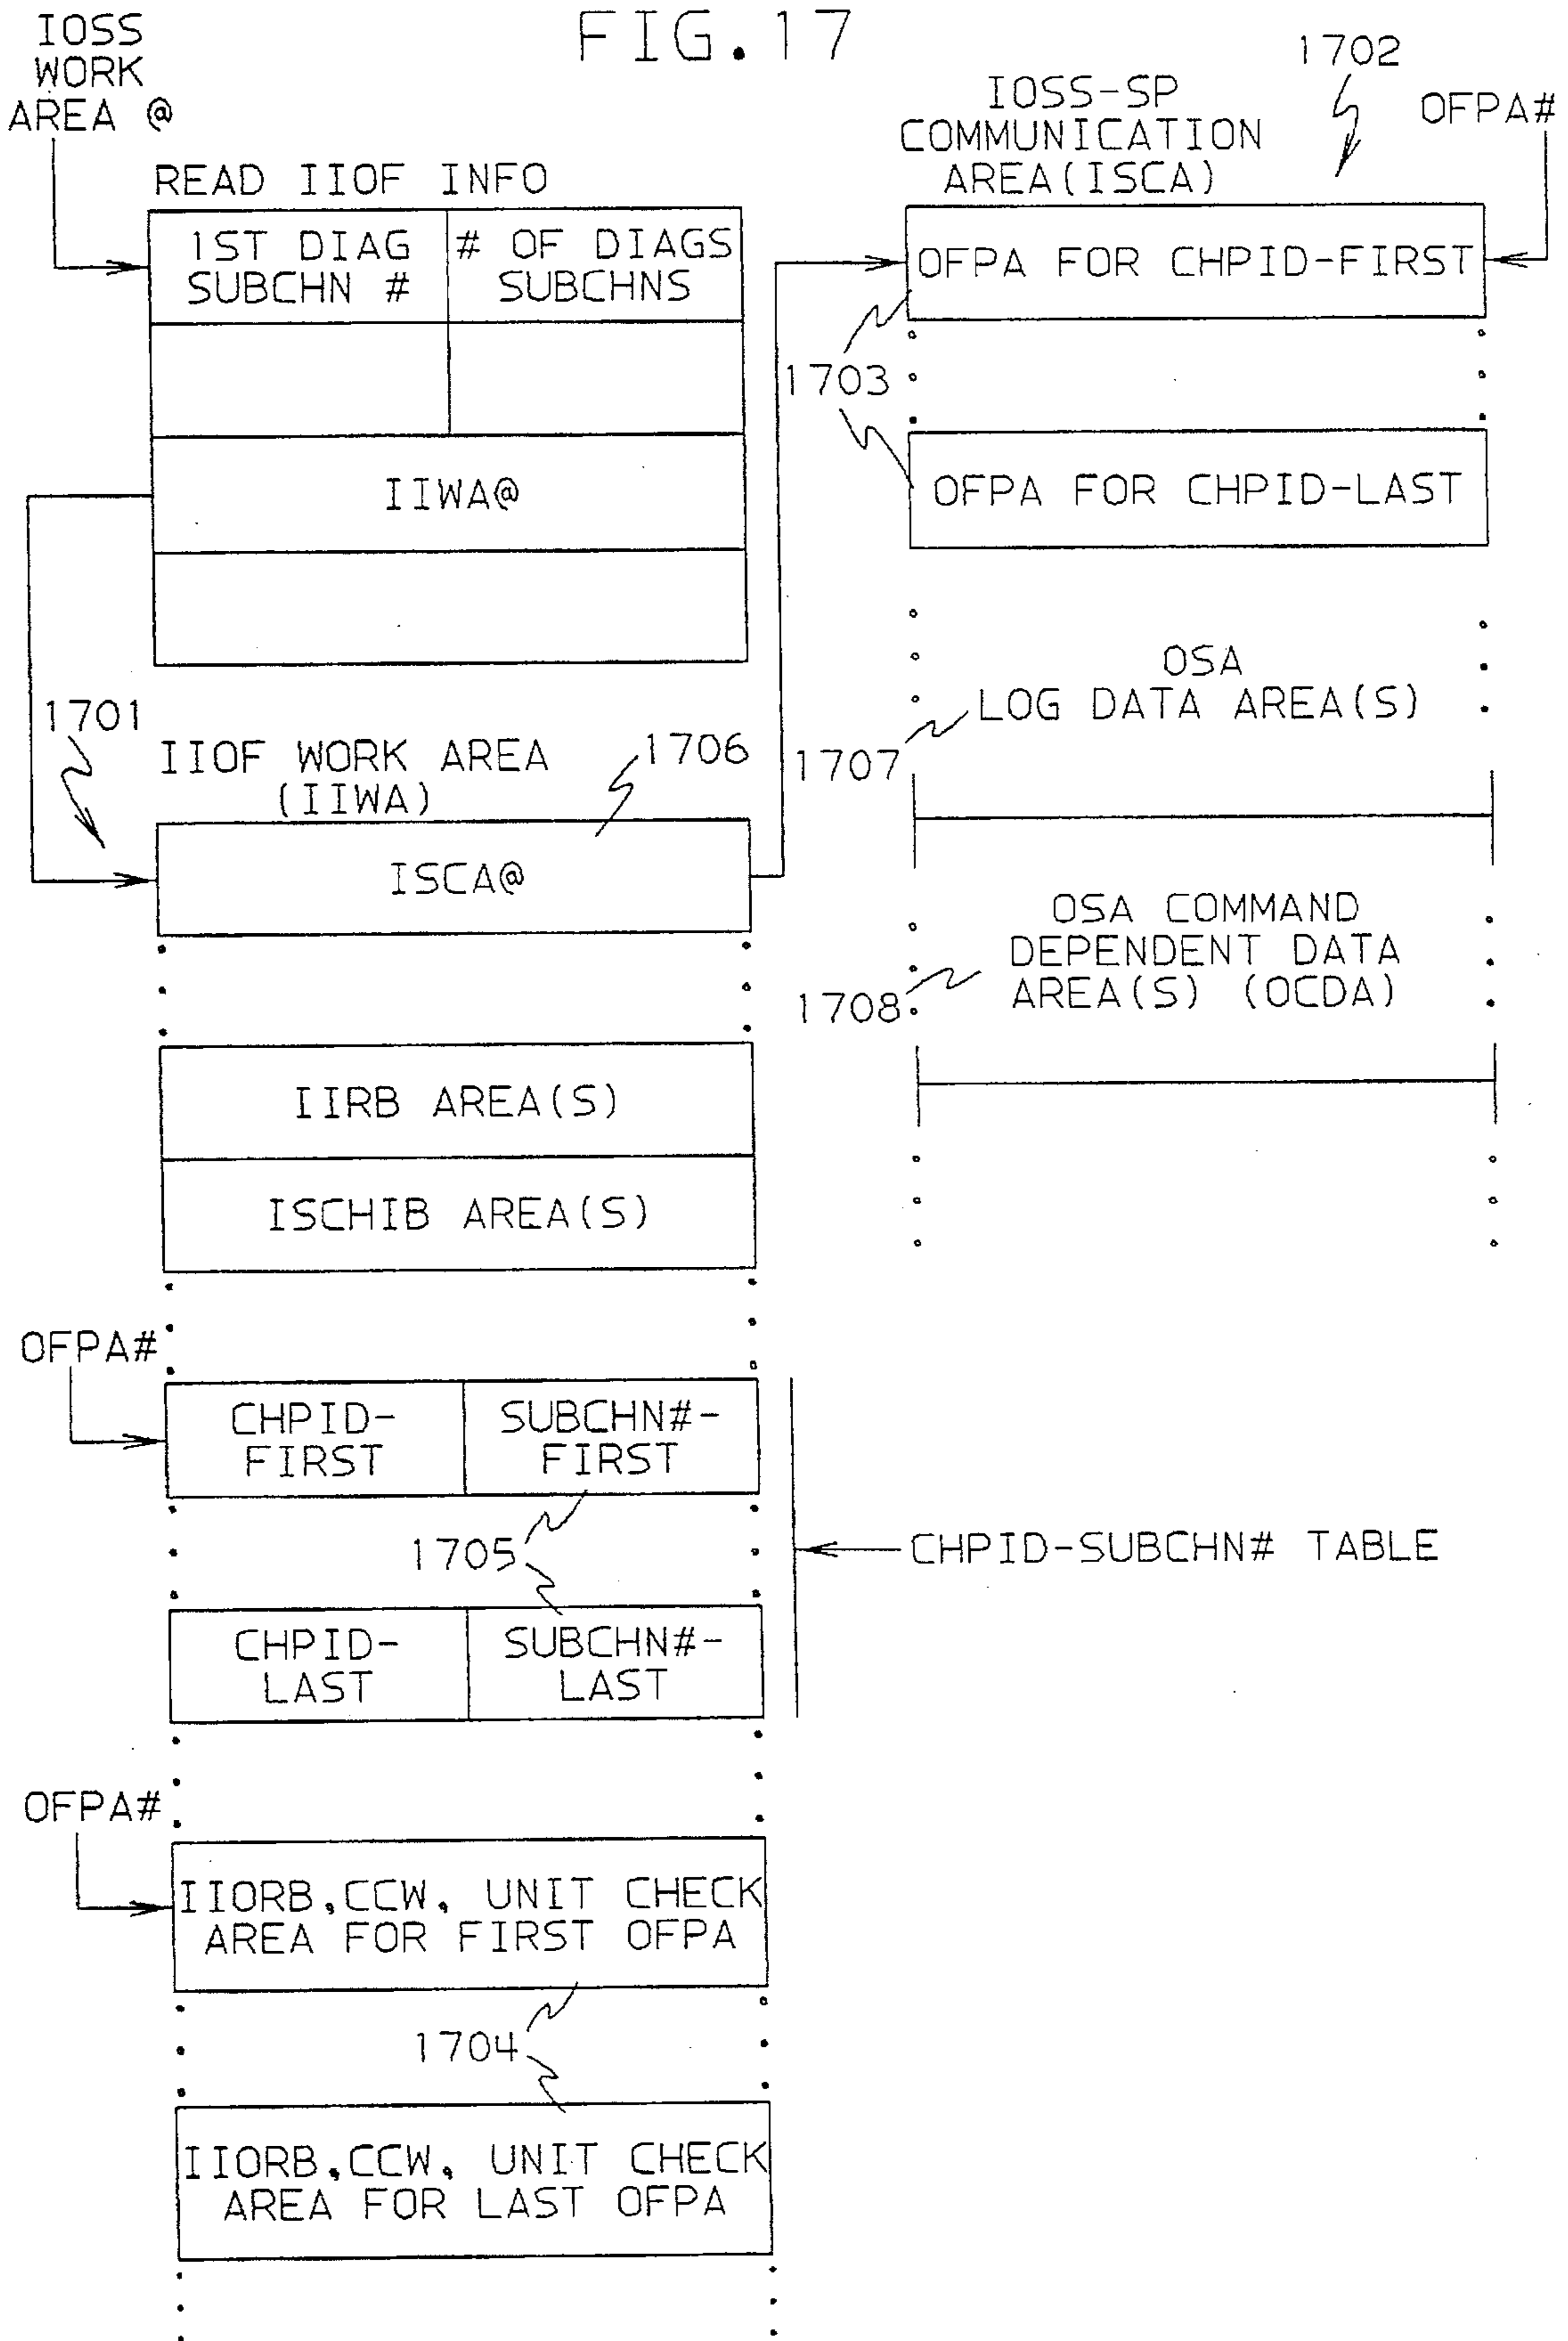 FIG.17
IOSS
WORK
AREA @
READ IIOF INFO
1ST DIAG
SUBCHN #
# OF DIAGS
SUBCHNS
IIWA@
1701
IIOF WORK AREA
(IIWA)
1706
ISCA@
IIRB AREA(S)
ISCHIB AREA(S)
OFPA#
CHPID-
FIRST
SUBCHN#-
FIRST
1705
CHPID-
LAST
SUBCHN#-
LAST
CHPID-SUBCHN# TABLE
OFPA#
IIORB,CCW, UNIT CHECK
AREA FOR FIRST OFPA
1704
IIORB,CCW, UNIT CHECK
AREA FOR LAST OFPA
1702
IOSS-SP
COMMUNICATION
AREA(ISCA)
OFPA#
OFPA FOR CHPID-FIRST
1703
OFPA FOR CHPID-LAST
OSA
LOG DATA AREA(S)
1707
OSA COMMAND
DEPENDENT DATA
AREA(S) (OCDA)
1708